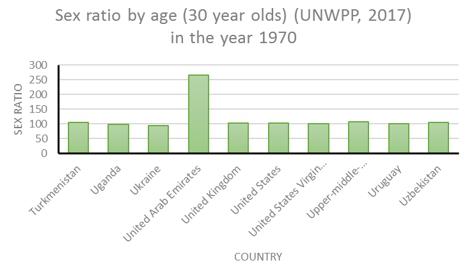 Sex ratio by age (30 year olds) (UNWPP, 2017)
in the year 1970
SEX RATIO
300
250
200
150
100
50
0
Turkmenistan
Uganda
Ukraine
United Arab Emirates
United Kingdom
United States
United States Virgin…
Upper-middle-…
Uruguay
Uzbekistan
COUNTRY